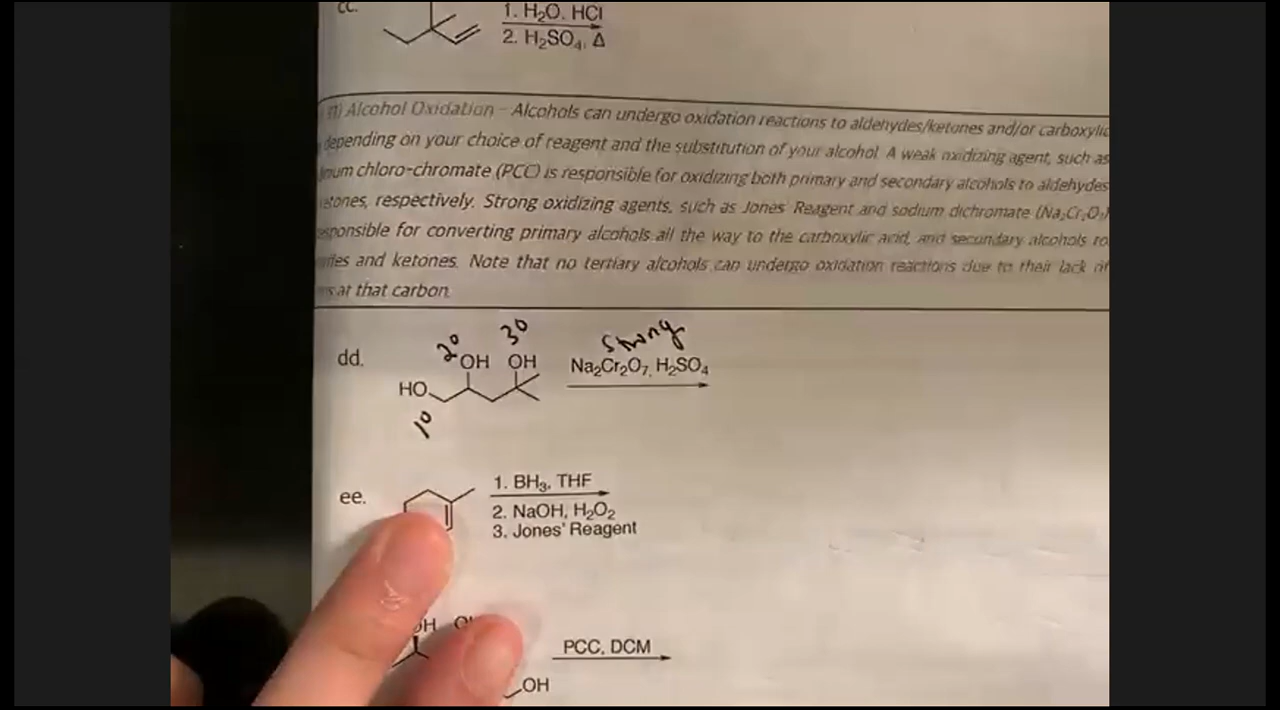 cc.
1. H₂O, HCl
2. H₂SO₄, Δ
Alcohol Oxidation – Alcohols can undergo oxidation reactions to aldehydes/ketones and/or carboxylic
depending on your choice of reagent and the substitution of your alcohol. A weak oxidizing agent, such as
chloro-chromate (PCC) is responsible for oxidizing both primary and secondary alcohols to aldehydes
respectively. Strong oxidizing agents, such as Jones' Reagent and sodium dichromate (Na₂Cr₂O₇)
for converting primary alcohols all the way to the carboxylic acid, and secondary alcohols to
and ketones. Note that no tertiary alcohols can undergo oxidation reactions due to their lack of
at that carbon.
2° 3° Strong
dd. OH OH Na₂Cr₂O₇, H₂SO₄
HO
1°
ee. 1. BH₃, THF
2. NaOH, H₂O₂
3. Jones' Reagent
PCC, DCM
OH